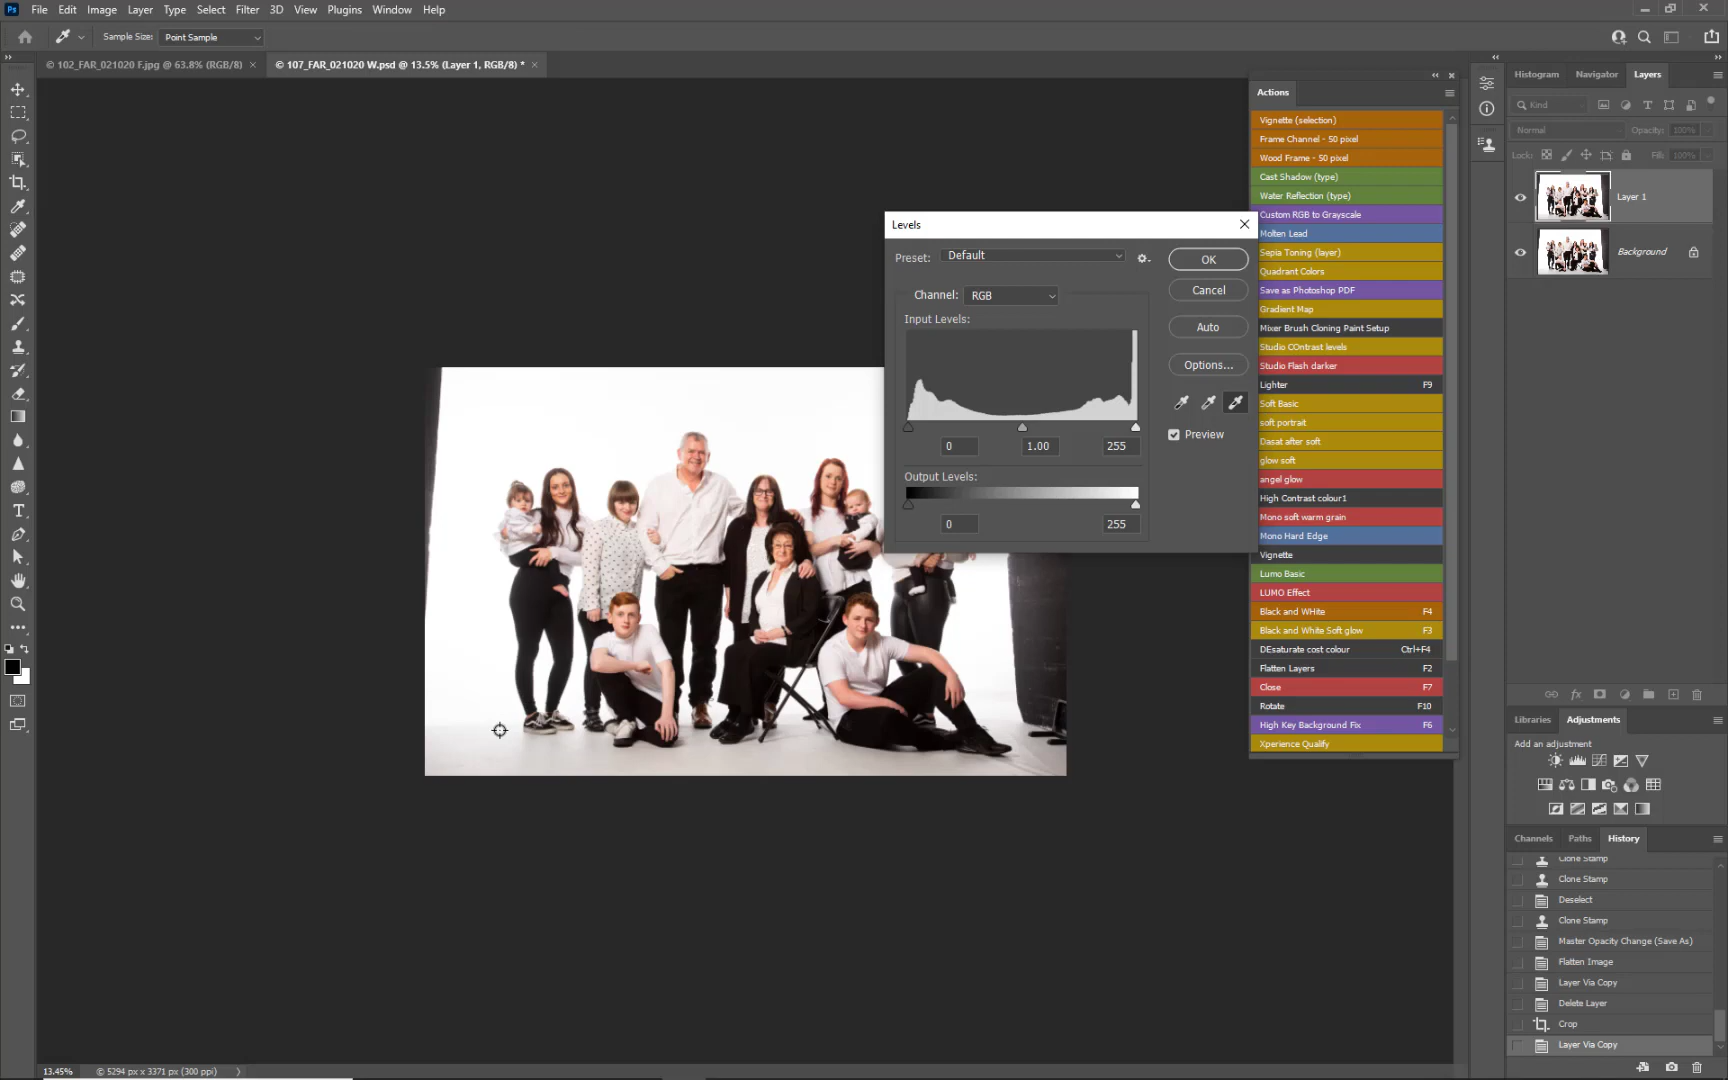 Ps File Edit Image Layer Type Select Filter 3D View Plugins Window Help
Sample Size: Point Sample
© 102_FAR_021020 F.jpg @ 63.8% (RGB/8) × © 107_FAR_021020 W.psd @ 13.5% (Layer 1, RGB/8) * ×
Actions
Vignette (selection)
Frame Channel - 50 pixel
Wood Frame - 50 pixel
Cast Shadow (type)
Water Reflection (type)
Custom RGB to Grayscale
Molten Lead
Sepia Toning (layer)
Quadrant Colors
Save as Photoshop PDF
Gradient Map
Mixer Brush Cloning Paint Setup
Studio COntrast levels
Studio Flash darker
Lighter F9
Soft Basic
soft portrait
Dasat after soft
glow soft
angel glow
High Contrast colour1
Mono soft warm grain
Mono Hard Edge
Vignette
Lumo Basic
LUMO Effect
Black and WHite F4
Black and White Soft glow F3
DEsaturate cost colour Ctrl+F4
Flatten Layers F2
Close F7
Rotate F10
High Key Background Fix F6
Xperience Quality
Levels
Preset: Default
OK
Channel: RGB
Cancel
Input Levels:
Auto
Options...
Preview
0 1.00 255
Output Levels:
0 255
Histogram Navigator Layers
Kind
Normal Opacity: 100%
Lock: Fill: 100%
Layer 1
Background
fx
Libraries Adjustments
Add an adjustment
Channels Paths History
Clone Stamp
Clone Stamp
Deselect
Clone Stamp
Master Opacity Change (Save As)
Flatten Image
Layer Via Copy
Delete Layer
Crop
Layer Via Copy
13.45% © 5294 px x 3371 px (300 ppi)